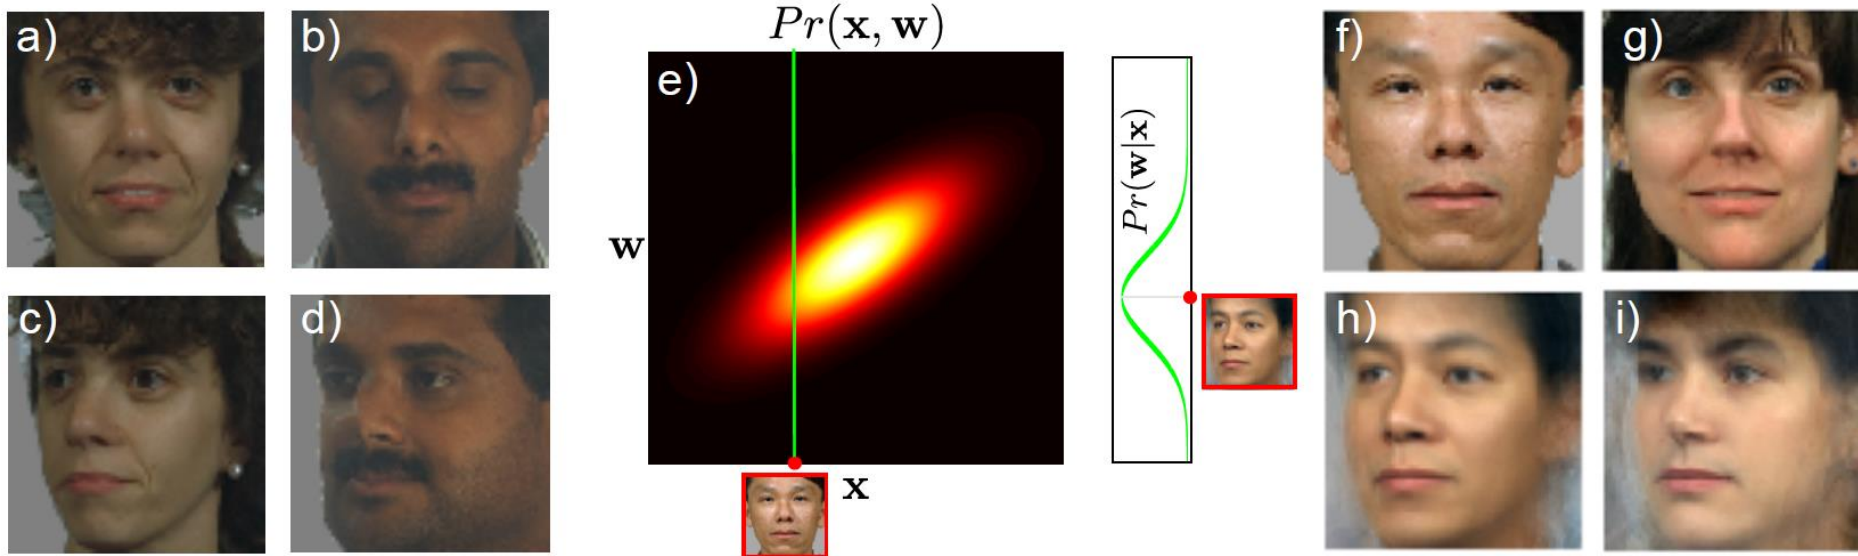 a)
b)
c)
d)
Pr(x, w)
e)
w
x
Pr(w|x)
f)
g)
h)
i)